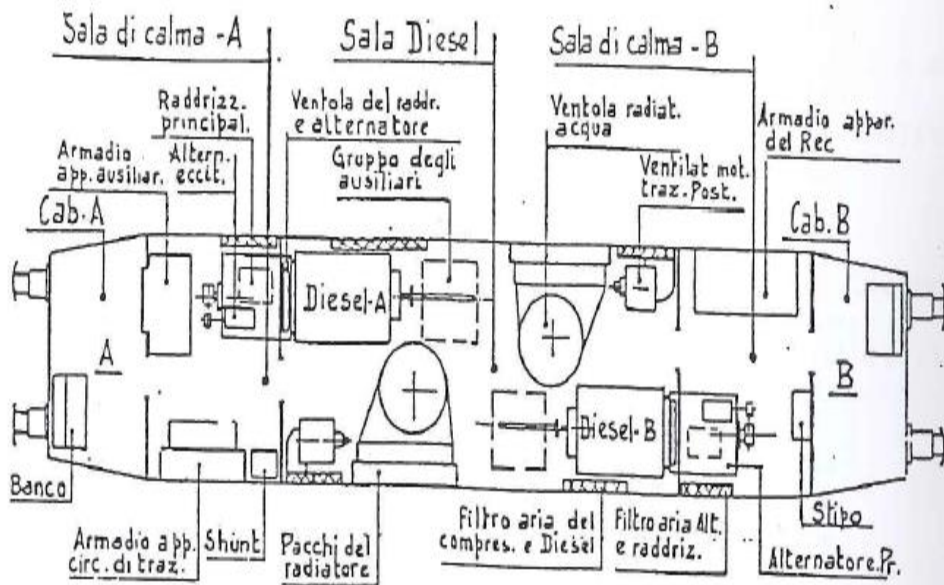 Sala di calma -A
Sala Diesel
Sala di calma -B
Raddrizz.
principal.
Ventola del raddr.
e alternatore
Ventola radiat.
acqua
Armadio appar.
del Rec
Armadio
app. ausiliar.
Altern.
eccit.
Gruppo degli
ausiliari
Ventilat mot.
traz. Post.
Cab. A
Cab. B
Diesel-A
A
B
Diesel-B
Banco
Armadio app.
circ. di traz.
Shunt
Pacchi del
radiatore
Filtro aria del
compres. e Diesel
Filtro aria Alt.
e raddriz.
Stipo
Alternatore.Pr.